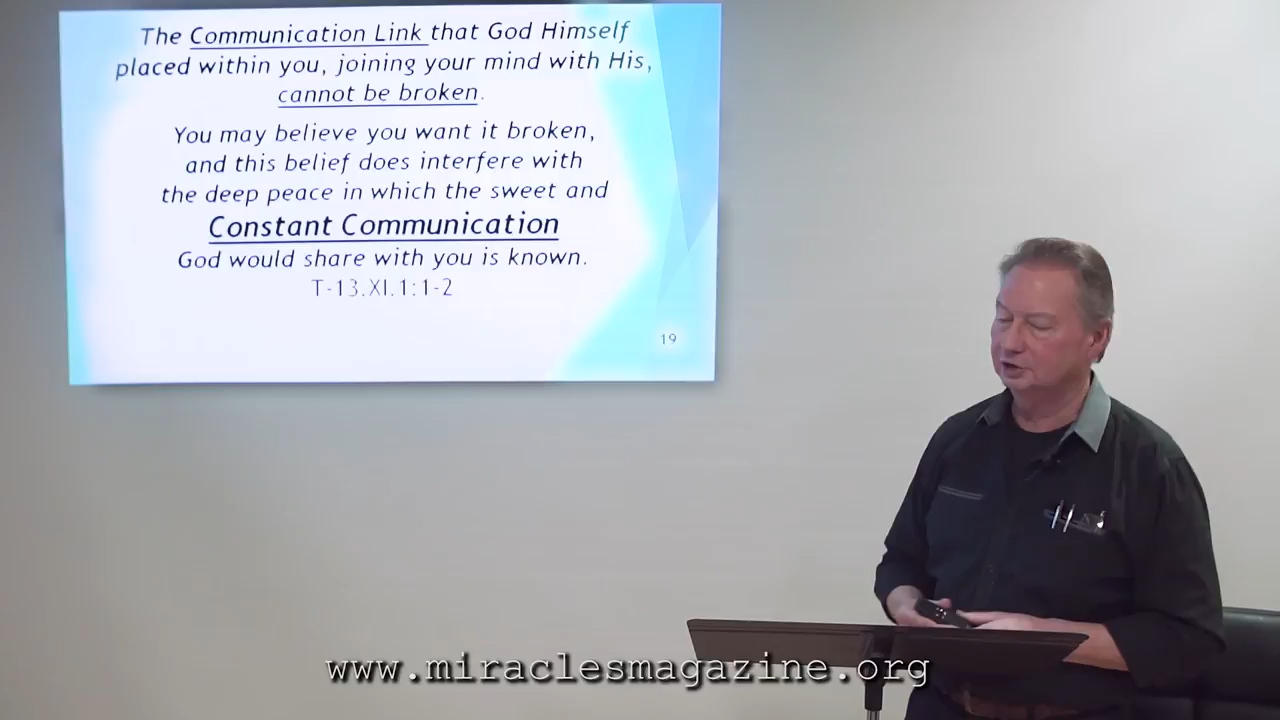 The Communication Link that God Himself
placed within you, joining your mind with His,
cannot be broken.
You may believe you want it broken,
and this belief does interfere with
the deep peace in which the sweet and
Constant Communication
God would share with you is known.
T-13.XI.1:1-2
19
www.miraclesmagazine.org